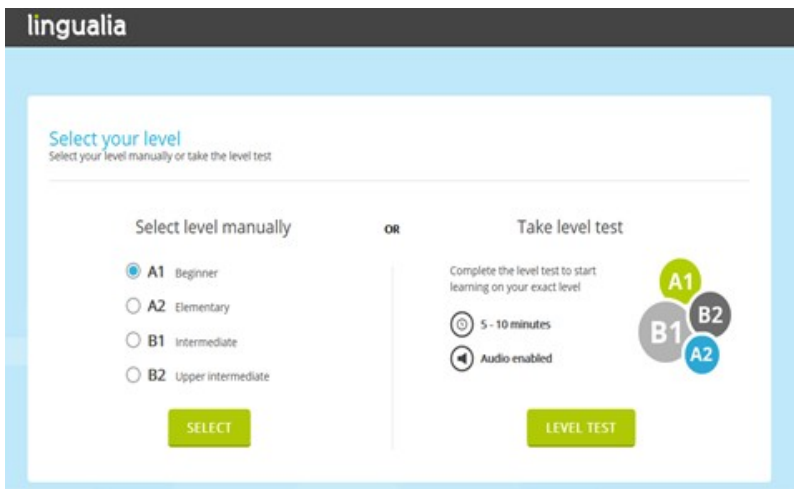 lingualia
Select your level
Select your level manually or take the level test
Select level manually
A1 Beginner
A2 Elementary
B1 Intermediate
B2 Upper intermediate
SELECT
OR
Take level test
Complete the level test to start
learning on your exact level
5 - 10 minutes
Audio enabled
A1
B1
B2
A2
LEVEL TEST